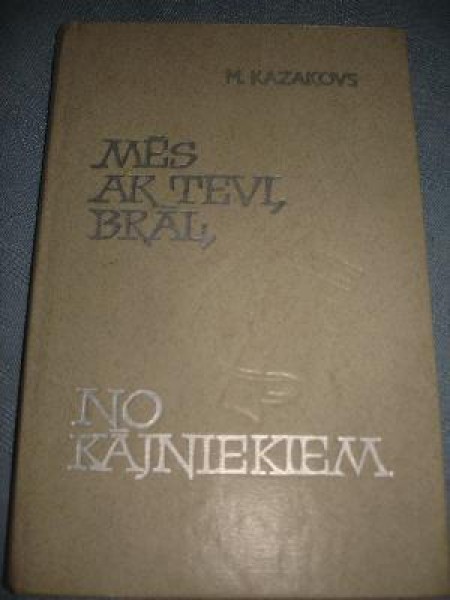 M. KAZAKOVS
MĒS
AK TEVI,
BRĀL,
NO
KĀJNIEKIEM.